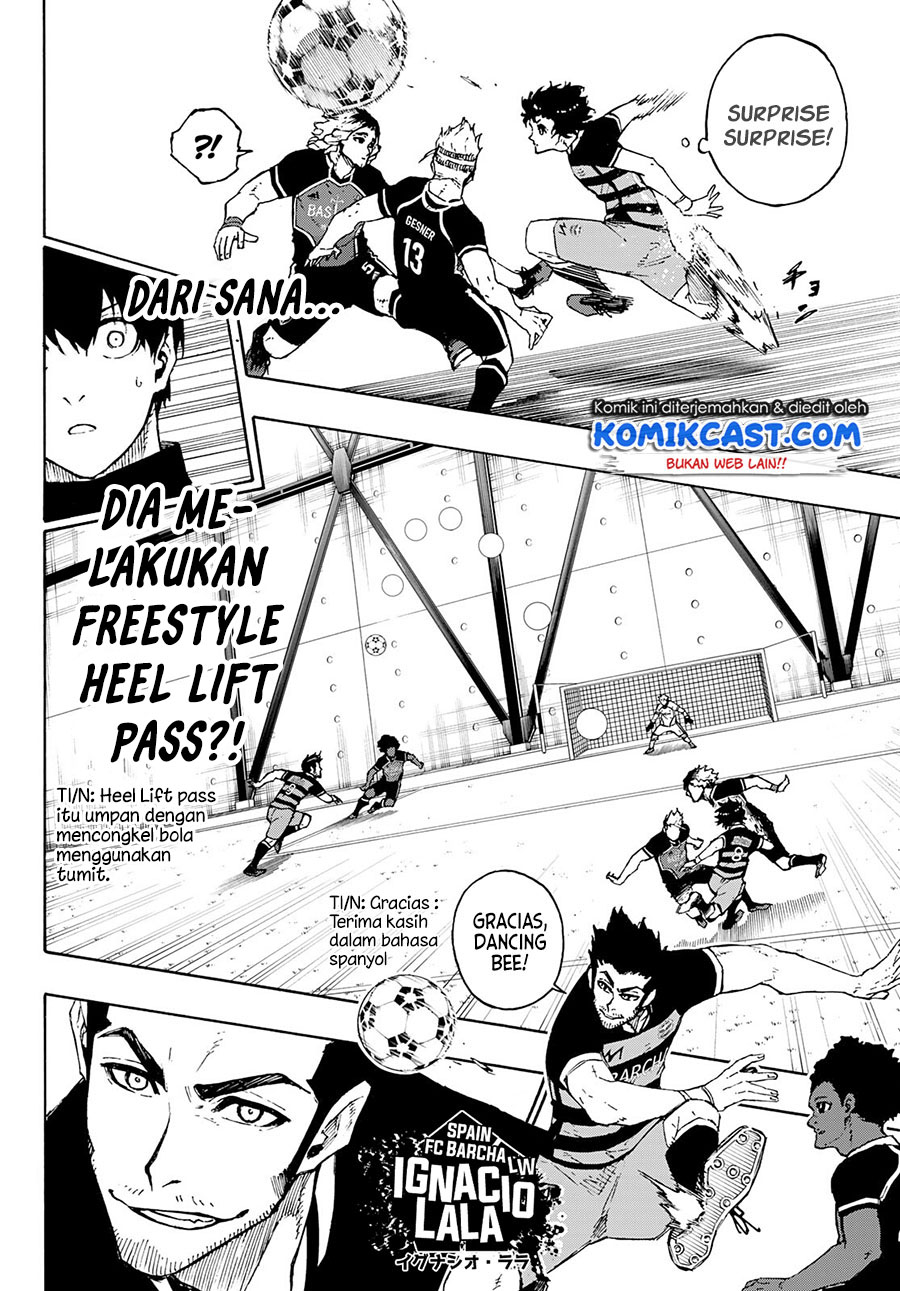 SURPRISE
SURPRISE!
?!
BAST
GESNER
13
チョン
DARI SANA...
Komik ini diterjemahkan & diedit oleh
KOMIKCAST.COM
BUKAN WEB LAIN!!
DIA ME-
LAKUKAN
FREESTYLE
HEEL LIFT
PASS?!
T/N: Heel Lift pass
itu umpan dengan
mencongkel bola
menggunakan
tumit.
8
T/N: Gracias :
Terima kasih
dalam bahasa
spanyol
GRACIAS,
DANCING
BEE!
BARCHA
SPAIN
FC BARCHA
LW
IGNACIO
LALA
イグナシオ・ララ